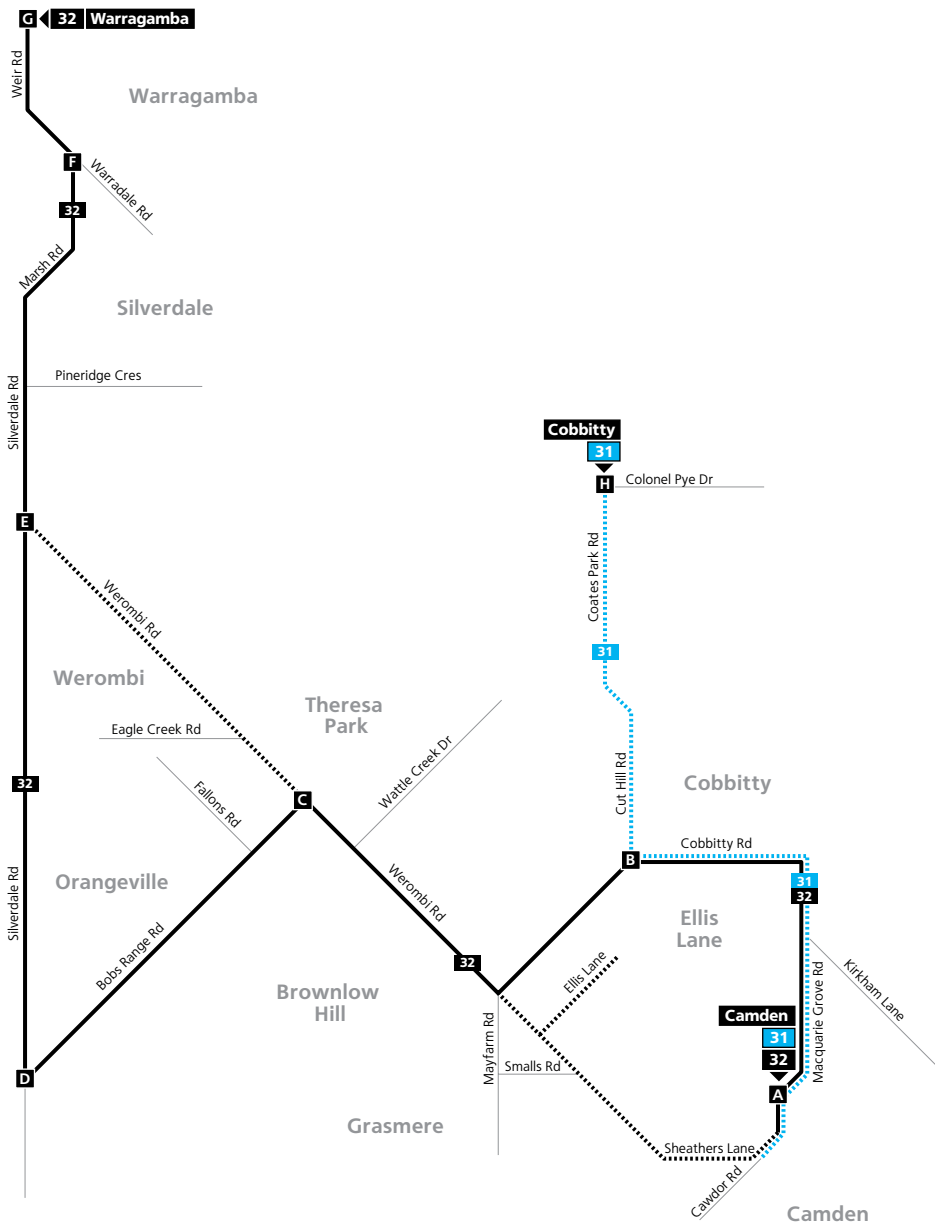 G 32 Warragamba
Weir Rd
Warragamba
F
Warradale Rd
32
Marsh Rd
Silverdale
Pineridge Cres
Silverdale Rd
Cobbitty
31
H
Colonel Pye Dr
E
Coates Park Rd
Werombi Rd
31
Werombi
Theresa
Park
Eagle Creek Rd
Wattle Creek Dr
Cut Hill Rd
Cobbitty
32
Fallons Rd
C
B
Cobbitty Rd
31
32
Orangeville
Silverdale Rd
Werombi Rd
Ellis
Lane
Bobs Range Rd
32
Ellis Lane
Kirkham Lane
Brownlow
Hill
Camden
31
32
Macquarie Grove Rd
Mayfarm Rd
Smalls Rd
D
A
Grasmere
Sheathers Lane
Cawdor Rd
Camden